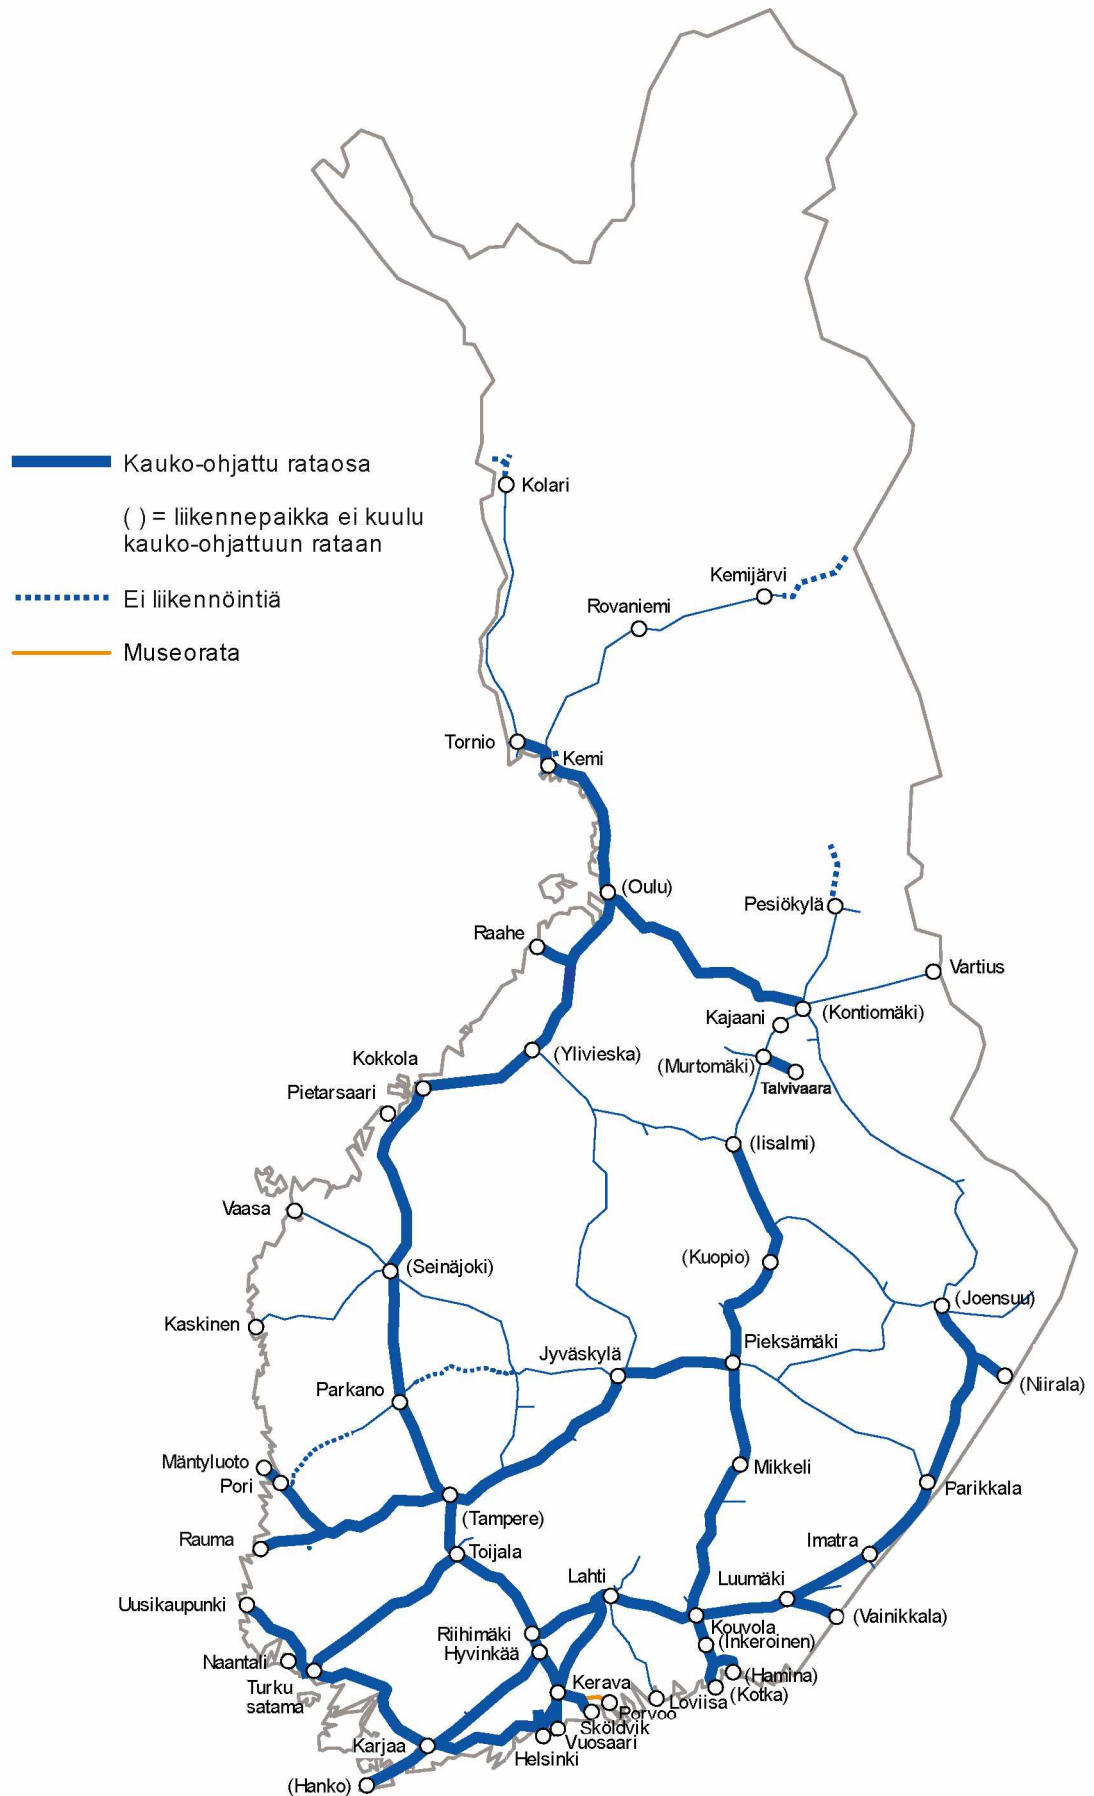 Kauko-ohjattu rataosa
( ) = liikennepaikka ei kuulu
kauko-ohjattuun rataan
Ei liikennöintiä
Museorata
Kolari
Kemijärvi
Rovaniemi
Tornio
Kemi
(Oulu)
Pesiökylä
Raahe
Vartius
Kajaani
(Kontiomäki)
(Ylivieska)
Kokkola
(Murtomäki)
Talvivaara
Pietarsaari
(Iisalmi)
Vaasa
(Seinäjoki)
(Kuopio)
(Joensuu)
Kaskinen
Jyväskylä
Pieksämäki
Parkano
(Niirala)
Mäntyluoto
Pori
Mikkeli
Parikkala
(Tampere)
Rauma
Toijala
Imatra
Lahti
Luumäki
Uusikaupunki
(Vainikkala)
Kouvola
Riihimäki
(Inkeroinen)
Hyvinkää
Naantali
(Hamina)
Turku
satama
Kerava
(Kotka)
Loviisa
Porvoo
Sköldvik
Vuosaari
Karjaa
Helsinki
(Hanko)